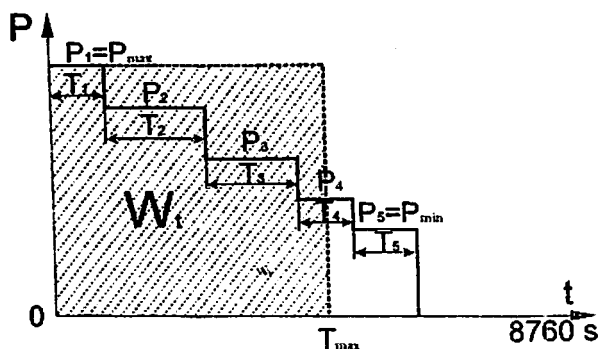 P
P₁=Pmax
T₁
P₂
T₂
P₃
T₃
P₄
T₄
P₅=Pmin
T₅
Wt
t
0
Tmax
8760 s